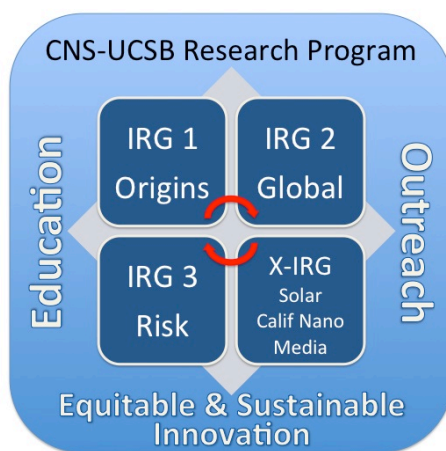 CNS-UCSB Research Program
Education
IRG 1
Origins
IRG 2
Global
IRG 3
Risk
X-IRG
Solar
Calif Nano
Media
Outreach
Equitable & Sustainable
Innovation